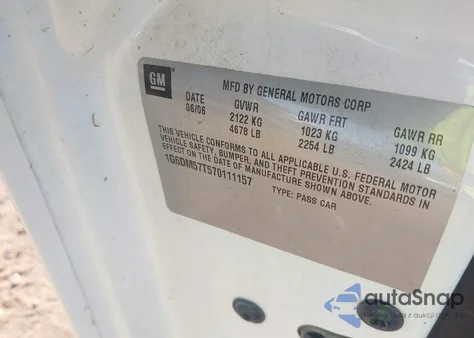 GM
MFD BY GENERAL MOTORS CORP
DATE GVWR GAWR FRT GAWR RR
06/06 2122 KG 1023 KG 1099 KG
4678 LB 2254 LB 2424 LB
THIS VEHICLE CONFORMS TO ALL APPLICABLE U.S. FEDERAL MOTOR
VEHICLE SAFETY, BUMPER, AND THEFT PREVENTION STANDARDS IN
EFFECT ON THE DATE OF MANUFACTURE SHOWN ABOVE.
1G6DM57T570111157
TYPE: PASS CAR
autoSnap
z aukcji